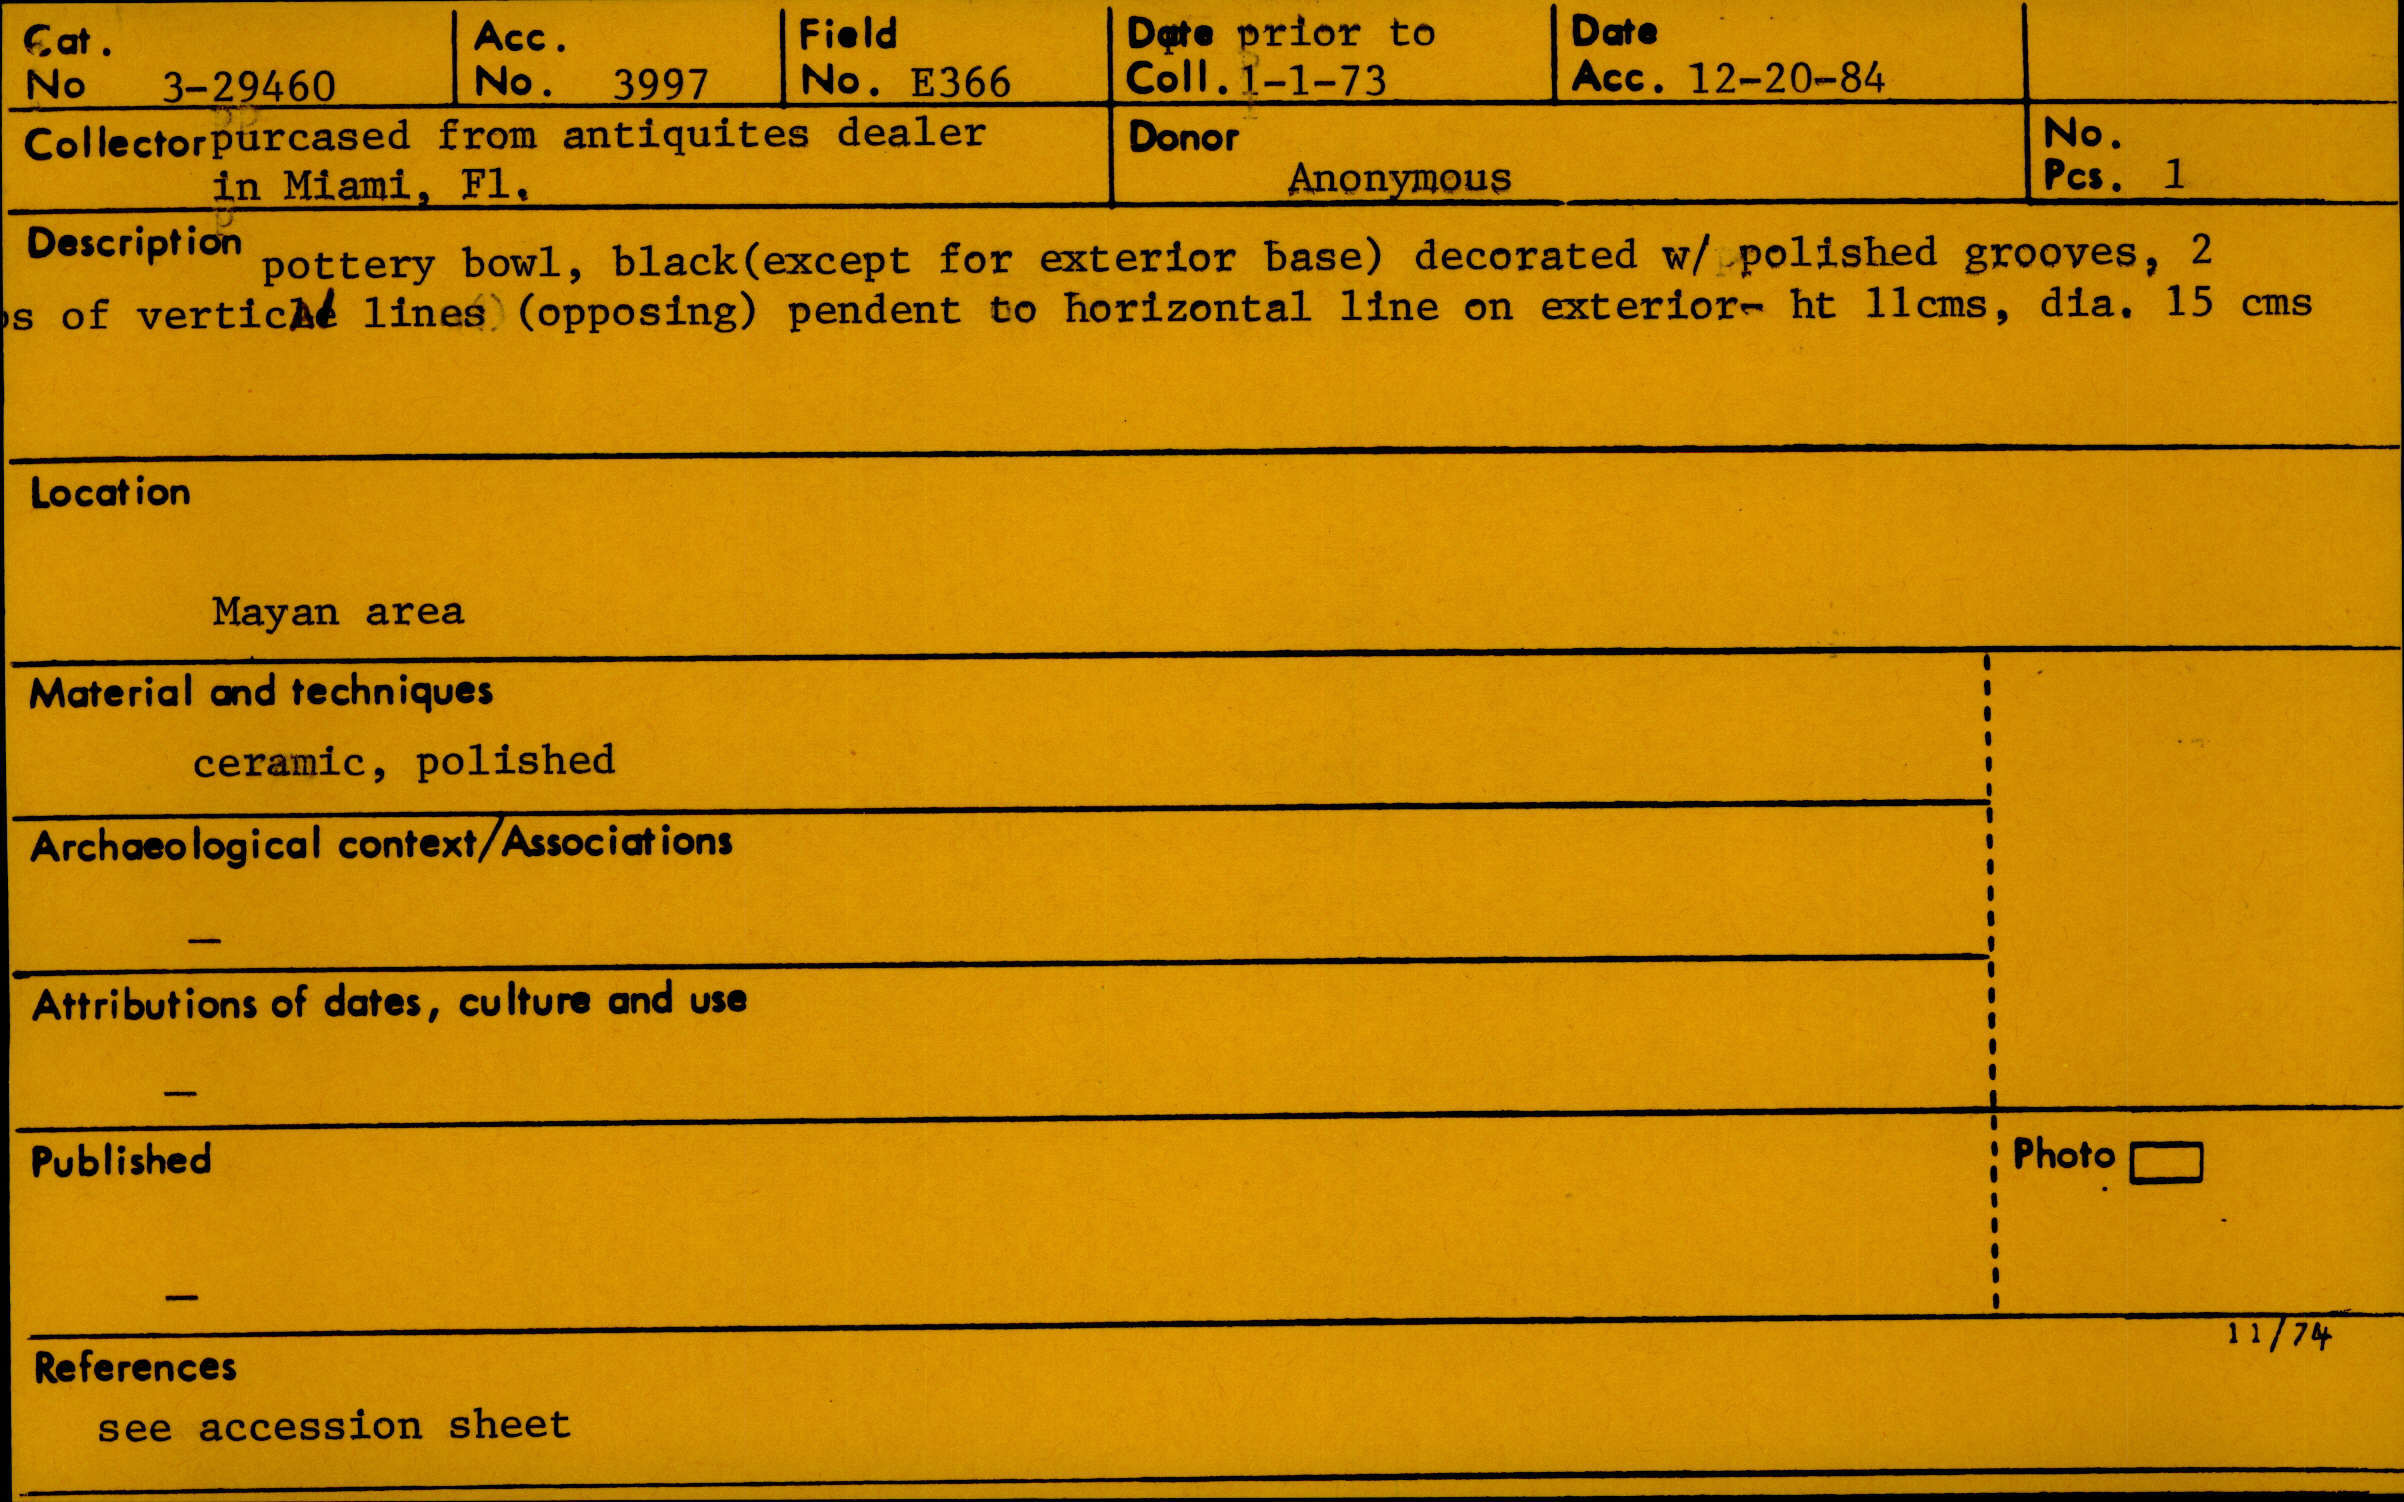 Cat. No 3-29460
Acc. No. 3997
Field No. E366
Date Coll. prior to 1-1-73
Date Acc. 12-20-84
Collector purcased from antiquites dealer
in Miami, Fl.
Donor Anonymous
No. Pcs. 1
Description pottery bowl, black(except for exterior base) decorated w/ polished grooves, 2
of vertical lines (opposing) pendent to horizontal line on exterior- ht 11cms, dia. 15 cms
Location
Mayan area
Material and techniques
ceramic, polished
Archaeological context/Associations
—
Attributions of dates, culture and use
—
Published
—
Photo
11/74
References
see accession sheet